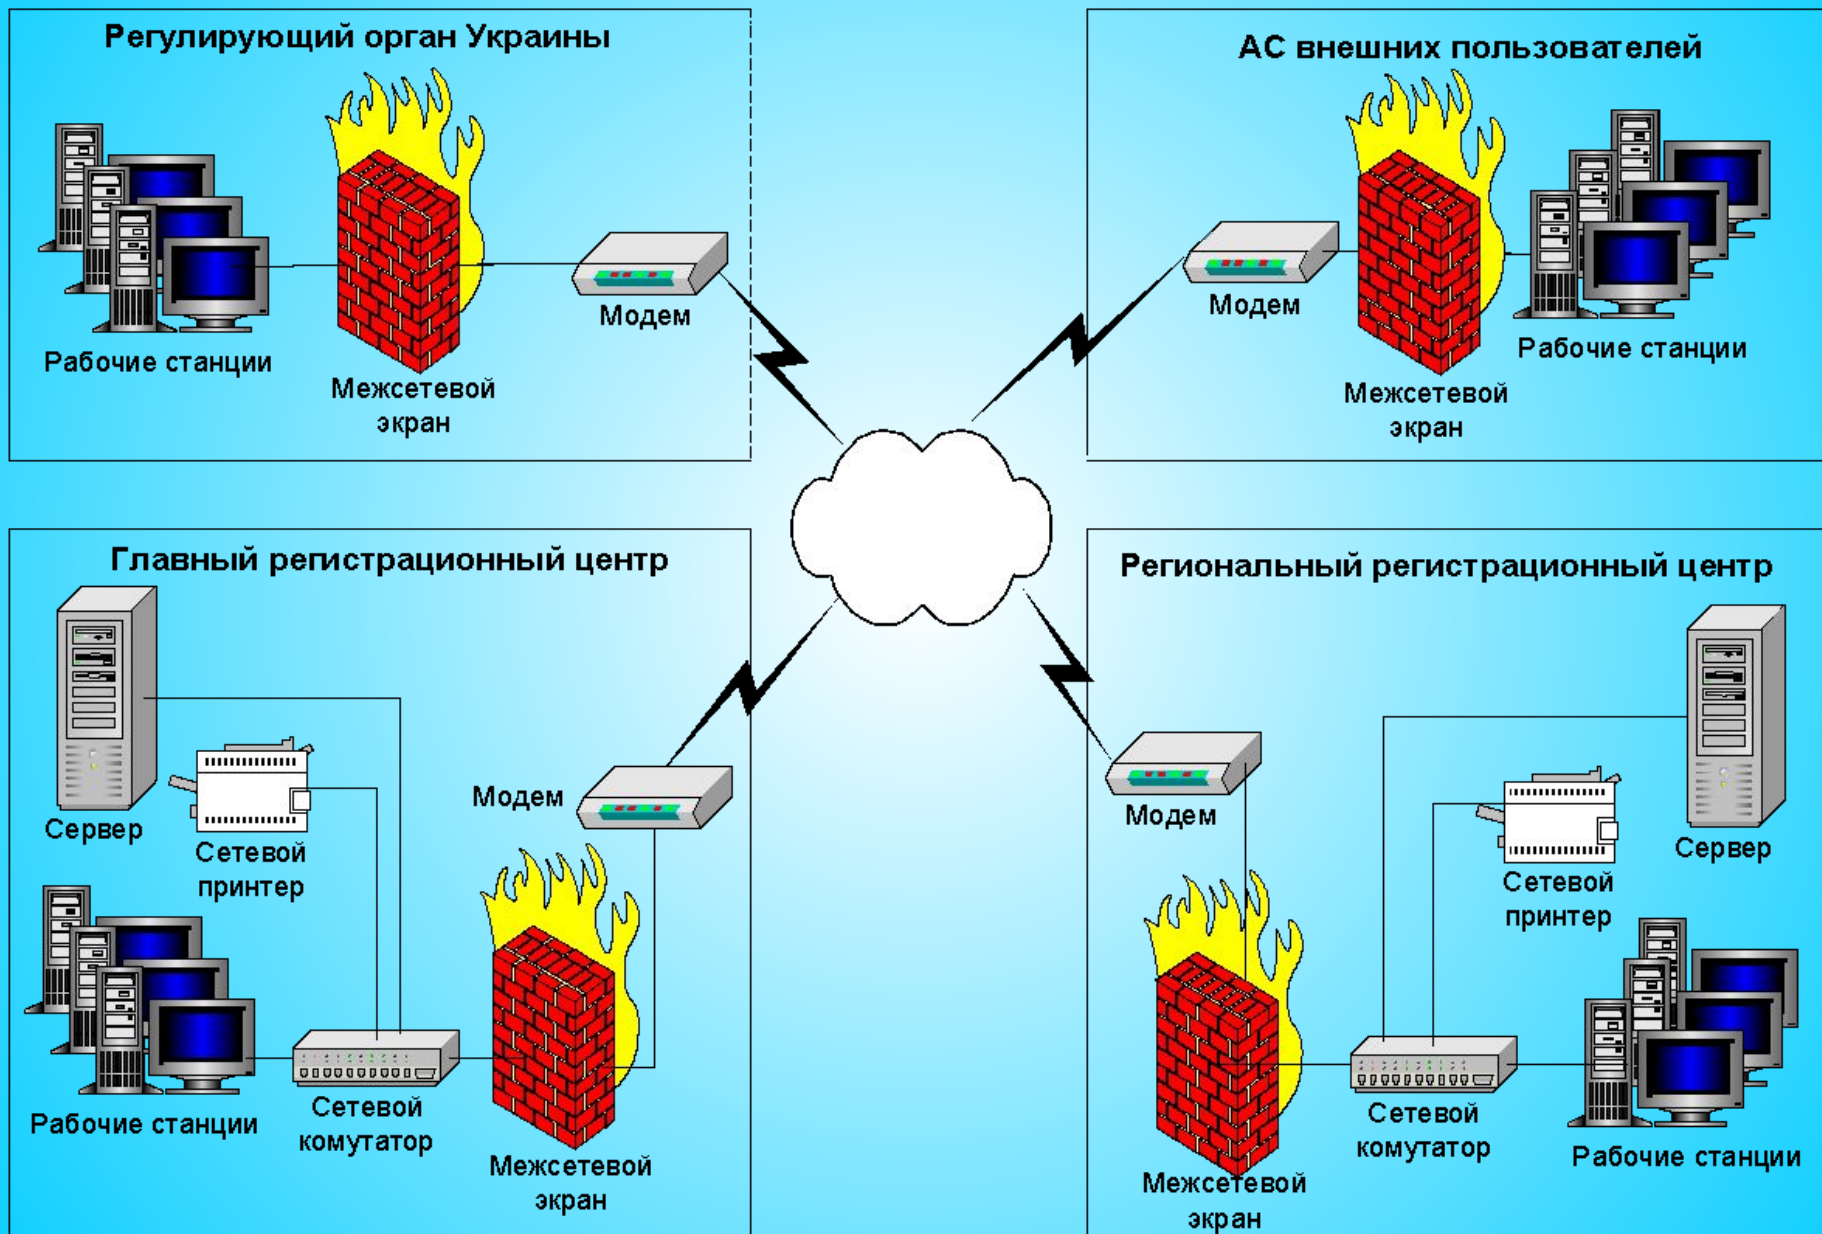 Регулирующий орган Украины
Рабочие станции
Межсетевой
экран
Модем
АС внешних пользователей
Модем
Межсетевой
экран
Рабочие станции
Главный регистрационный центр
Сервер
Сетевой
принтер
Модем
Рабочие станции
Сетевой
комутатор
Межсетевой
экран
Региональный регистрационный центр
Модем
Сервер
Сетевой
принтер
Межсетевой
экран
Сетевой
комутатор
Рабочие станции